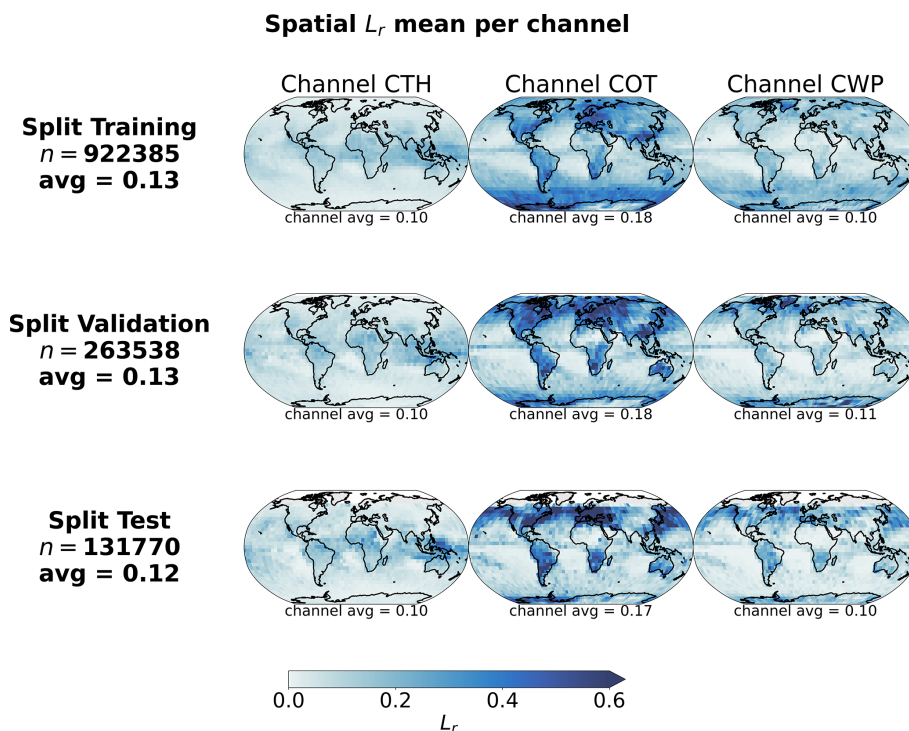 Spatial Lr mean per channel
Channel CTH
Channel COT
Channel CWP
Split Training
n = 922385
avg = 0.13
channel avg = 0.10
channel avg = 0.18
channel avg = 0.10
Split Validation
n = 263538
avg = 0.13
channel avg = 0.10
channel avg = 0.18
channel avg = 0.11
Split Test
n = 131770
avg = 0.12
channel avg = 0.10
channel avg = 0.17
channel avg = 0.10
0.0 0.2 0.4 0.6
Lr